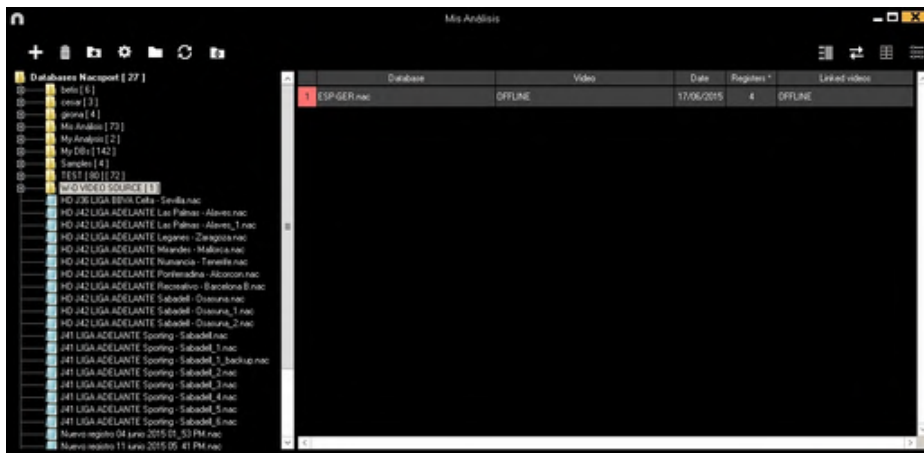 Mis Análisis
Databases Nacsport [ 27 ]
betis [ 6 ]
cesar [ 3 ]
girona [ 4 ]
Mis Análisis [ 73 ]
My Analysis [ 2 ]
My DBs [ 142 ]
Samples [ 4 ]
TEST [ 80 ] [ 72 ]
W-D VIDEO SOURCE [ 1 ]
HD J36 LIGA BBVA Celta - Sevilla.nac
HD J42 LIGA ADELANTE Las Palmas - Alaves.nac
HD J42 LIGA ADELANTE Las Palmas - Alaves_1.nac
HD J42 LIGA ADELANTE Leganes - Zaragoza.nac
HD J42 LIGA ADELANTE Mirandes - Mallorca.nac
HD J42 LIGA ADELANTE Numancia - Tenerife.nac
HD J42 LIGA ADELANTE Ponferradina - Alcorcon.nac
HD J42 LIGA ADELANTE Recreativo - Barcelona B.nac
HD J42 LIGA ADELANTE Sabadell - Osasuna.nac
HD J42 LIGA ADELANTE Sabadell - Osasuna_1.nac
HD J42 LIGA ADELANTE Sabadell - Osasuna_2.nac
J41 LIGA ADELANTE Sporting - Sabadell.nac
J41 LIGA ADELANTE Sporting - Sabadell_1.nac
J41 LIGA ADELANTE Sporting - Sabadell_1_backup.nac
J41 LIGA ADELANTE Sporting - Sabadell_2.nac
J41 LIGA ADELANTE Sporting - Sabadell_3.nac
J41 LIGA ADELANTE Sporting - Sabadell_4.nac
J41 LIGA ADELANTE Sporting - Sabadell_5.nac
J41 LIGA ADELANTE Sporting - Sabadell_6.nac
Nuevo registro 04 junio 2015 01_53 PM.nac
Nuevo registro 11 junio 2015 05_41 PM.nac
Database Video Date Registers * Linked videos
1 ESP-GER.nac OFFLINE 17/06/2015 4 OFFLINE